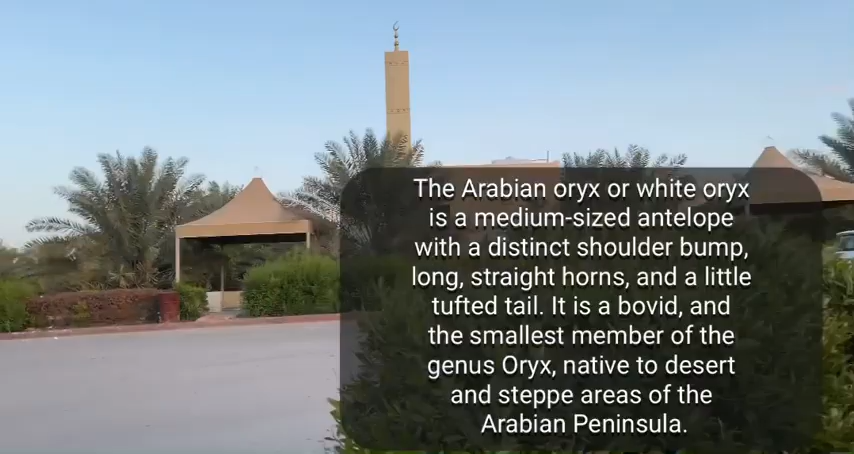 The Arabian oryx or white oryx
is a medium-sized antelope
with a distinct shoulder bump,
long, straight horns, and a little
tufted tail. It is a bovid, and
the smallest member of the
genus Oryx, native to desert
and steppe areas of the
Arabian Peninsula.